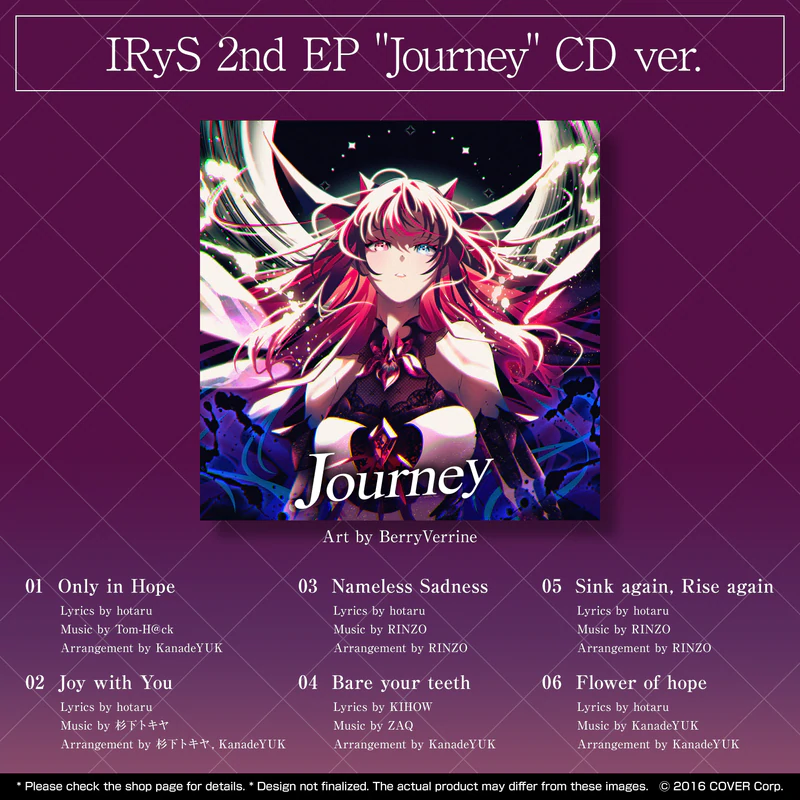 IRyS 2nd EP "Journey" CD ver.
Journey
Art by BerryVerrine
01 Only in Hope
Lyrics by hotaru
Music by Tom-H@ck
Arrangement by KanadeYUK
02 Joy with You
Lyrics by hotaru
Music by 杉下トキヤ
Arrangement by 杉下トキヤ, KanadeYUK
03 Nameless Sadness
Lyrics by hotaru
Music by RINZO
Arrangement by RINZO
04 Bare your teeth
Lyrics by KIHOW
Music by ZAQ
Arrangement by KanadeYUK
05 Sink again, Rise again
Lyrics by hotaru
Music by RINZO
Arrangement by RINZO
06 Flower of hope
Lyrics by hotaru
Music by KanadeYUK
Arrangement by KanadeYUK
* Please check the shop page for details. * Design not finalized. The actual product may differ from these images. © 2016 COVER Corp.